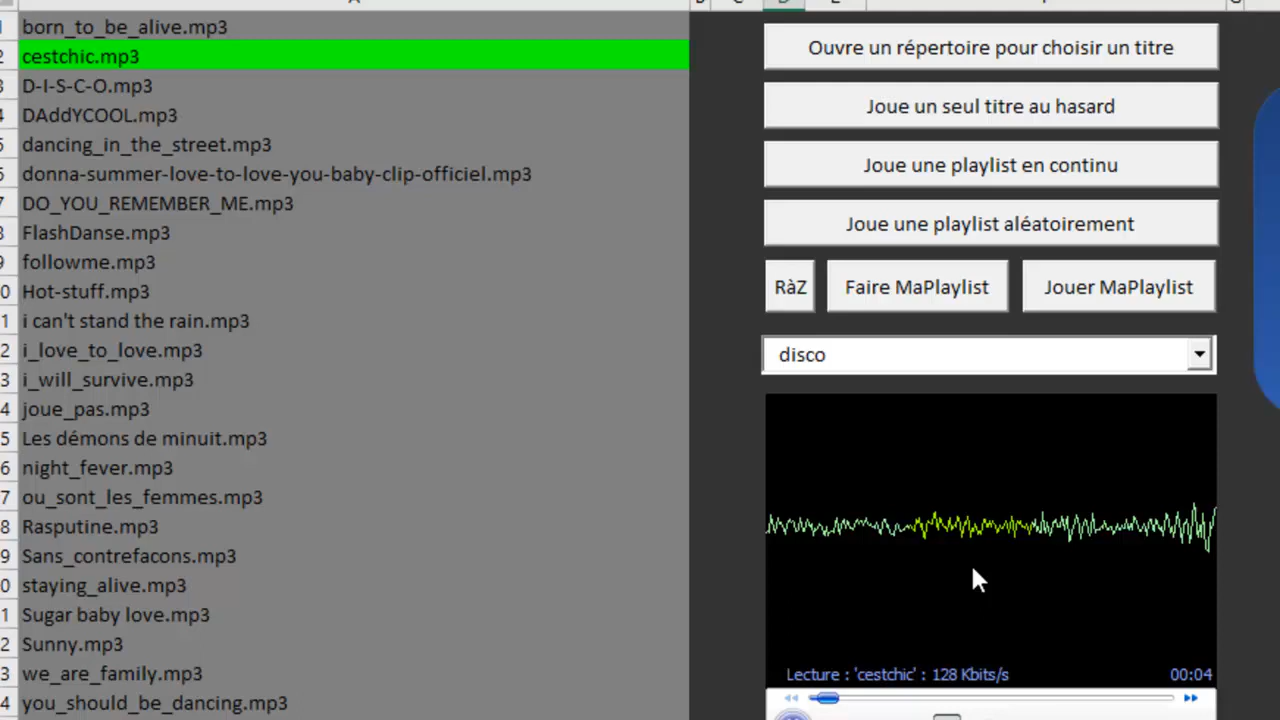 born_to_be_alive.mp3
cestchic.mp3
D-I-S-C-O.mp3
DAddYCOOL.mp3
dancing_in_the_street.mp3
donna-summer-love-to-love-you-baby-clip-officiel.mp3
DO_YOU_REMEMBER_ME.mp3
FlashDanse.mp3
followme.mp3
Hot-stuff.mp3
i can't stand the rain.mp3
i_love_to_love.mp3
i_will_survive.mp3
joue_pas.mp3
Les démons de minuit.mp3
night_fever.mp3
ou_sont_les_femmes.mp3
Rasputine.mp3
Sans_contrefacons.mp3
staying_alive.mp3
Sugar baby love.mp3
Sunny.mp3
we_are_family.mp3
you_should_be_dancing.mp3
Ouvre un répertoire pour choisir un titre
Joue un seul titre au hasard
Joue une playlist en continu
Joue une playlist aléatoirement
RàZ Faire MaPlaylist Jouer MaPlaylist
disco
Lecture : 'cestchic' : 128 Kbits/s 00:04